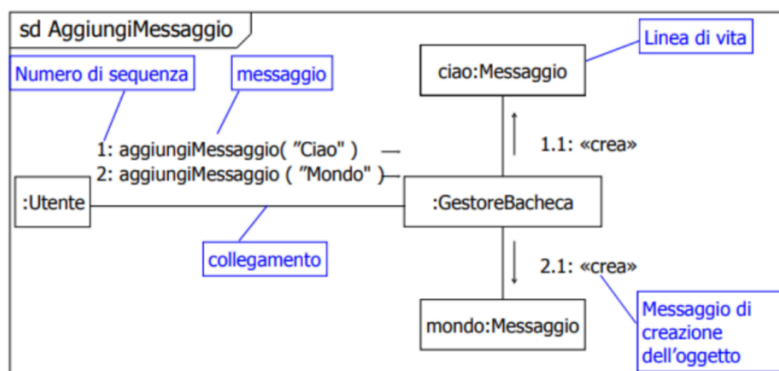 sd AggiungiMessaggio
Linea di vita
Numero di sequenza
messaggio
ciao:Messaggio
1: aggiungiMessaggio( "Ciao" )
1.1: «crea»
2: aggiungiMessaggio ( "Mondo" )
:Utente
:GestoreBacheca
collegamento
2.1: «crea»
mondo:Messaggio
Messaggio di
creazione
dell'oggetto